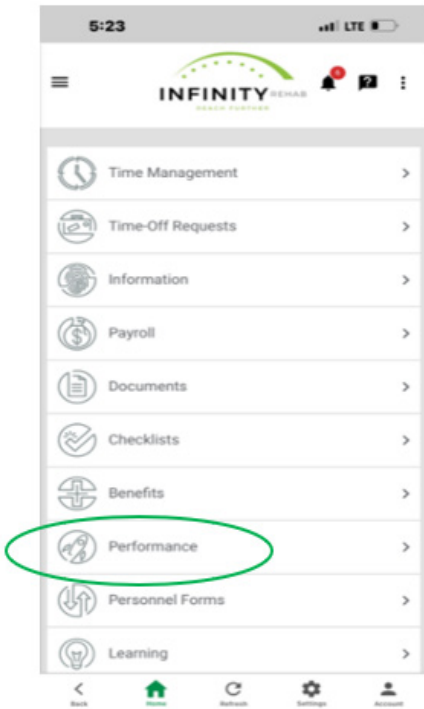 5:23 LTE
INFINITY REHAB
REACH FURTHER
Time Management
Time-Off Requests
Information
Payroll
Documents
Checklists
Benefits
Performance
Personnel Forms
Learning
Back Home Refresh Settings Account